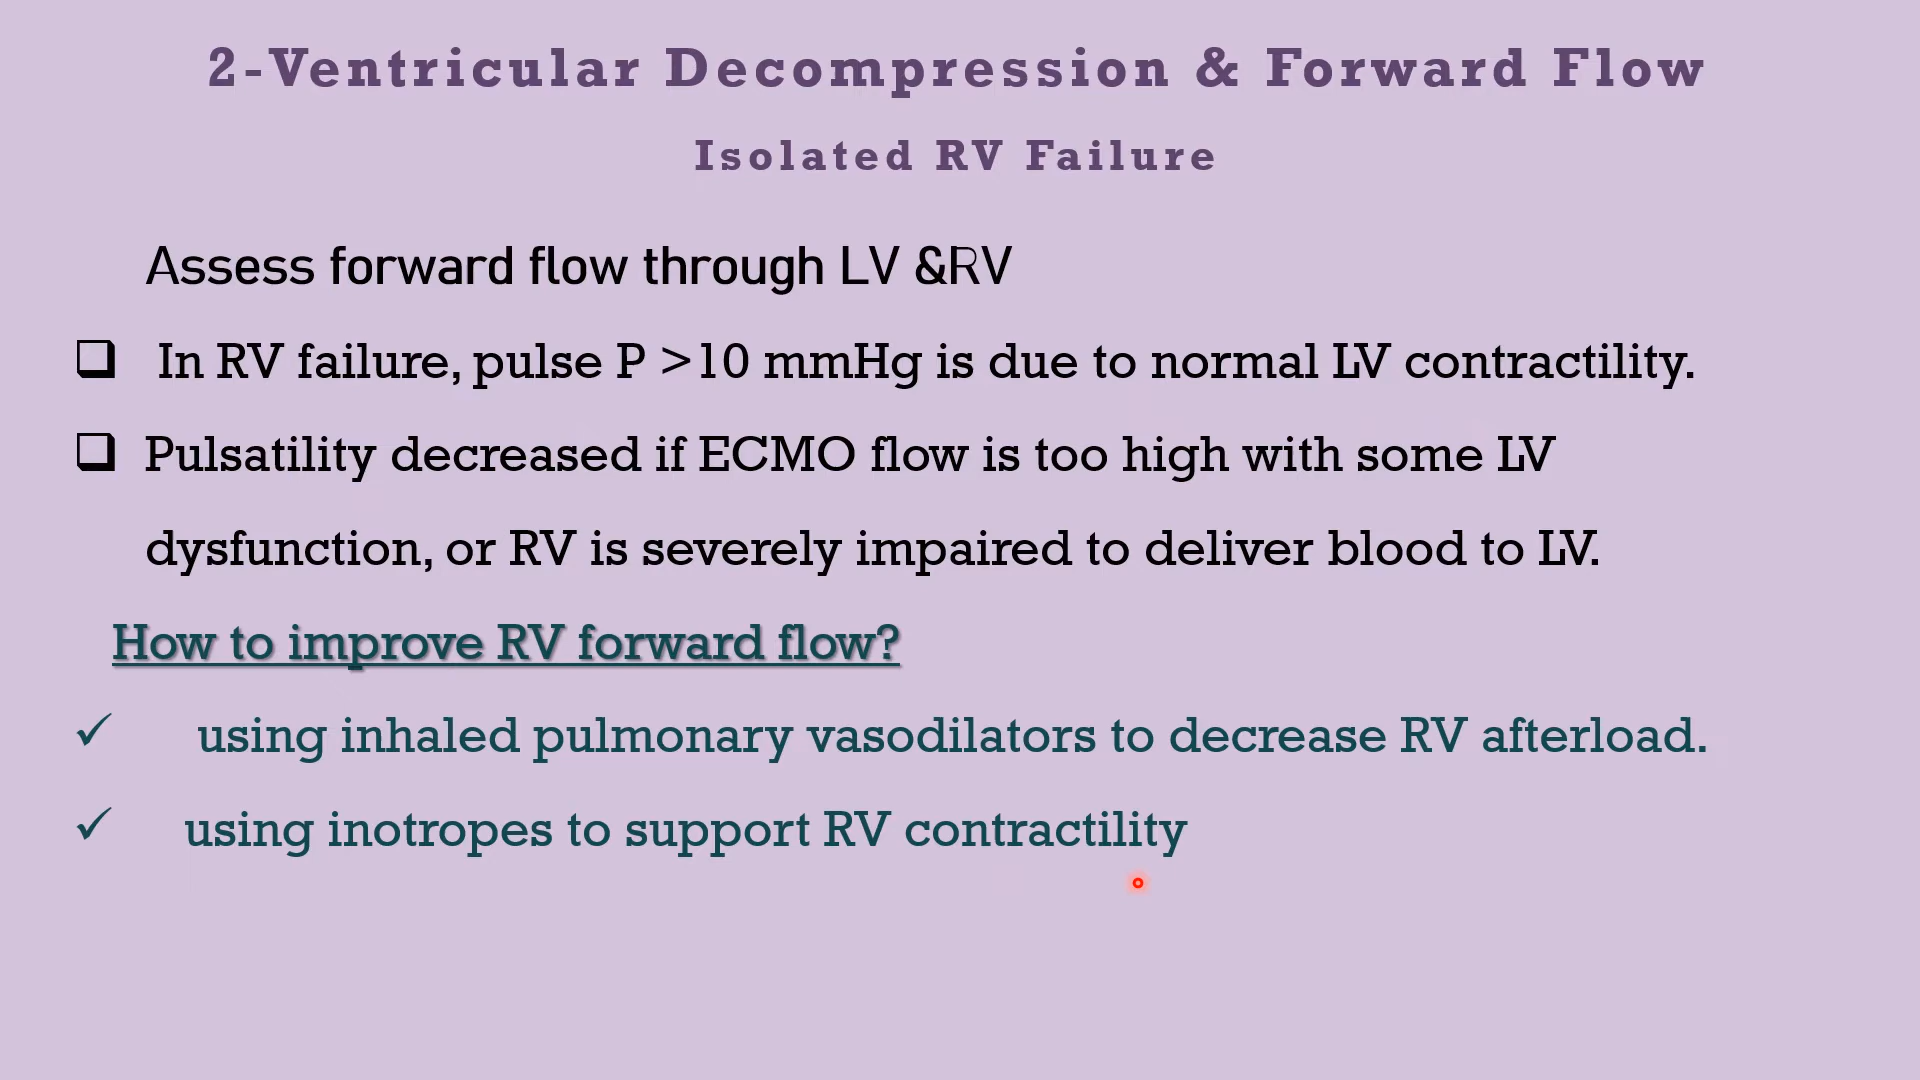 2-Ventricular Decompression & Forward Flow
Isolated RV Failure
Assess forward flow through LV &RV
In RV failure, pulse P >10 mmHg is due to normal LV contractility.
Pulsatility decreased if ECMO flow is too high with some LV
dysfunction, or RV is severely impaired to deliver blood to LV.
How to improve RV forward flow?
using inhaled pulmonary vasodilators to decrease RV afterload.
using inotropes to support RV contractility